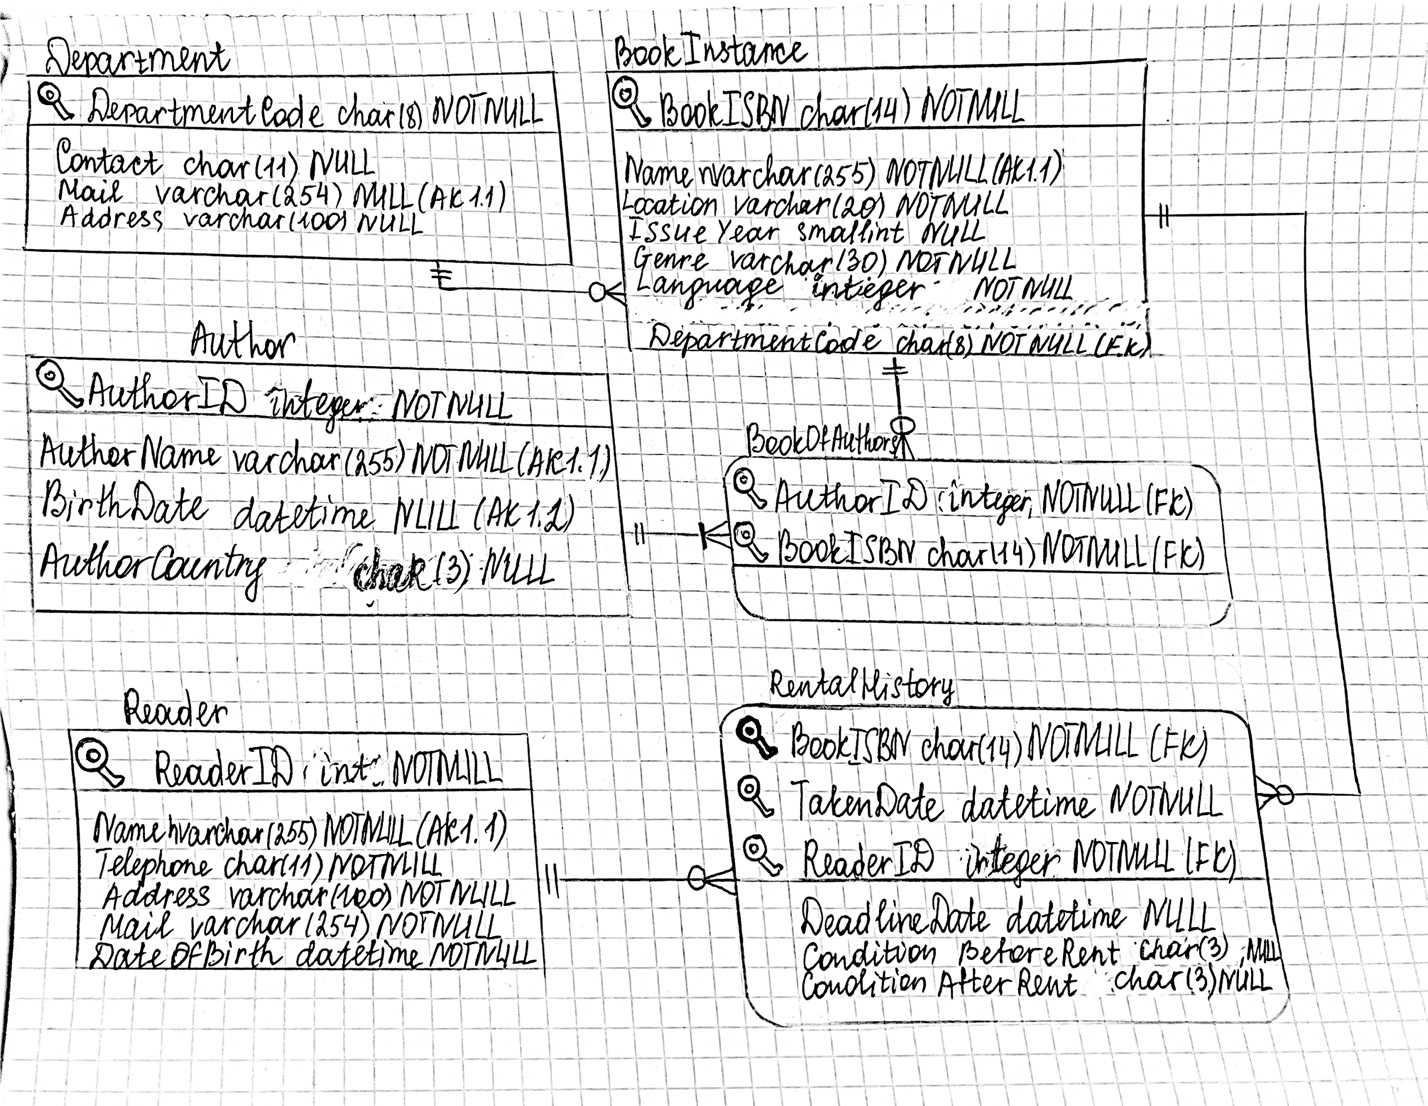 Department
DepartmentCode char(8) NOTNULL
Contact char(11) NULL
Mail varchar(254) NULL (AK1.1)
Address varchar(100) NULL
BookInstance
BookISBN char(14) NOTNULL
Name nvarchar(255) NOTNULL (AK1.1)
Location varchar(20) NOTNULL
IssueYear smallint NULL
Genre varchar(30) NOTNULL
Language integer NOTNULL
DepartmentCode char(8) NOTNULL (FK)
Author
AuthorID integer NOTNULL
AuthorName varchar(255) NOTNULL (AK1.1)
BirthDate datetime NULL (AK1.2)
AuthorCountry char(3) NULL
BookOfAuthors
AuthorID integer NOTNULL (FK)
BookISBN char(14) NOTNULL (FK)
Reader
ReaderID int NOTNULL
Name nvarchar(255) NOTNULL (AK1.1)
Telephone char(11) NOTNULL
Address varchar(100) NOTNULL
Mail varchar(254) NOTNULL
DateOfBirth datetime NOTNULL
RentalHistory
BookISBN char(14) NOTNULL (FK)
TakenDate datetime NOTNULL
ReaderID integer NOTNULL (FK)
DeadlineDate datetime NULL
Condition BeforeRent char(3) NULL
Condition AfterRent char(3) NULL